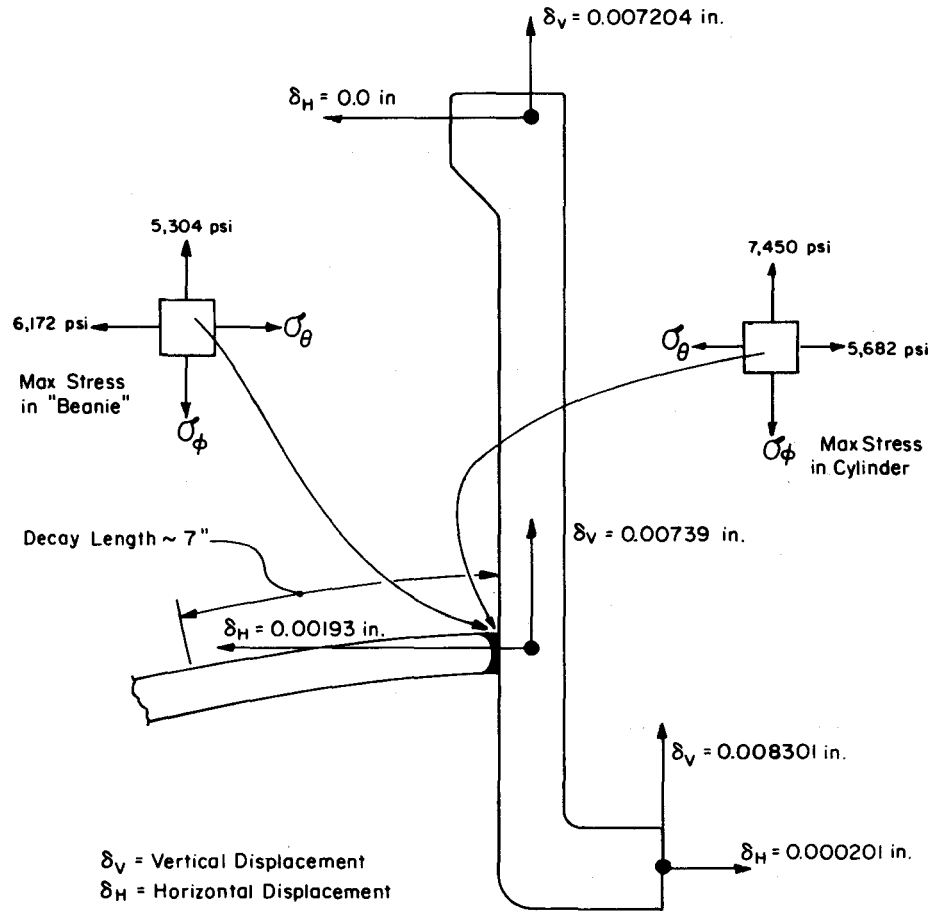 δV = 0.007204 in.
δH = 0.0 in
5,304 psi
6,172 psi
σθ
Max Stress
in "Beanie"
σϕ
7,450 psi
σθ
5,682 psi
σϕ
Max Stress
in Cylinder
Decay Length ~ 7"
δV = 0.00739 in.
δH = 0.00193 in.
δV = 0.008301 in.
δH = 0.000201 in.
δV = Vertical Displacement
δH = Horizontal Displacement